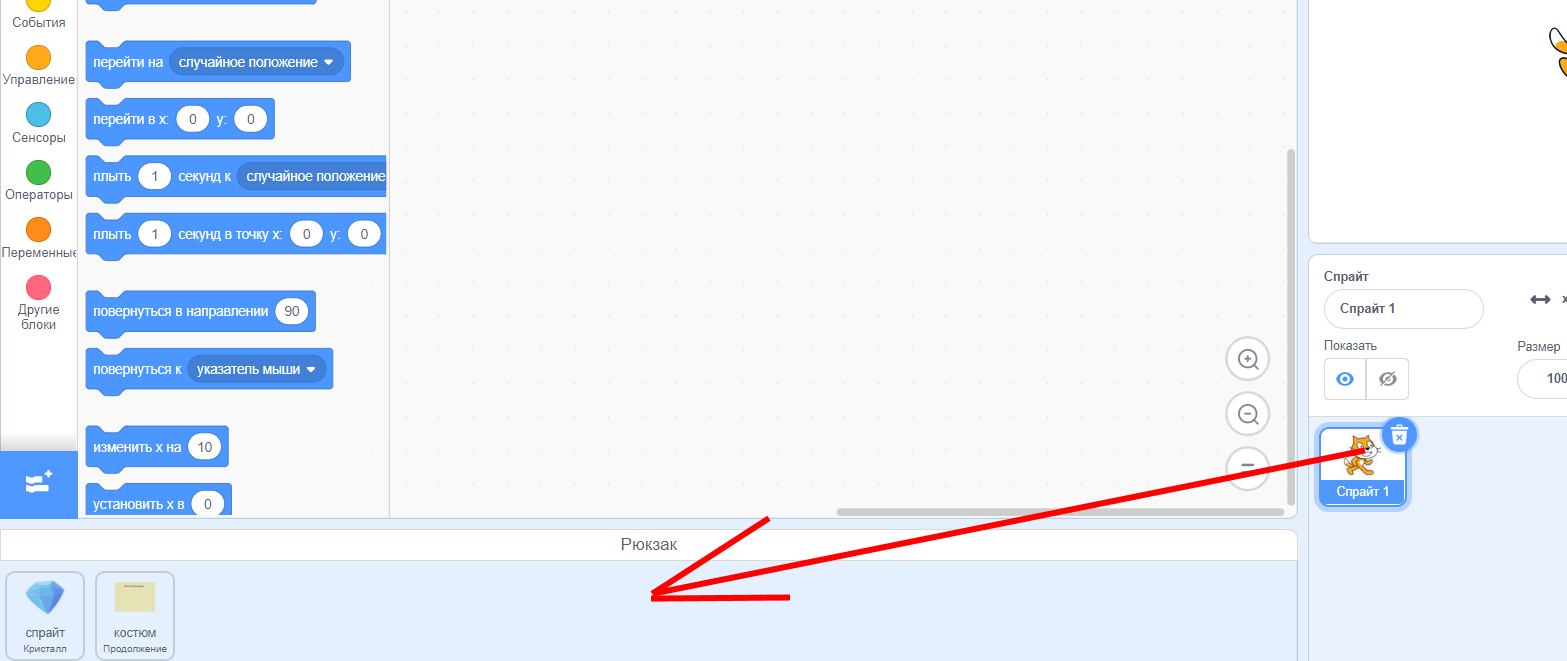 События
Управление
Сенсоры
Операторы
Переменные
Другие
блоки
перейти на случайное положение
перейти в x: 0 y: 0
плыть 1 секунд к случайное положение
плыть 1 секунд в точку x: 0 y: 0
повернуться в направлении 90
повернуться к указатель мыши
изменить x на 10
установить x в 0
Спрайт
Спрайт 1
x
Показать
Размер
100
Спрайт 1
Рюкзак
спрайт
Кристалл
костюм
Продолжение